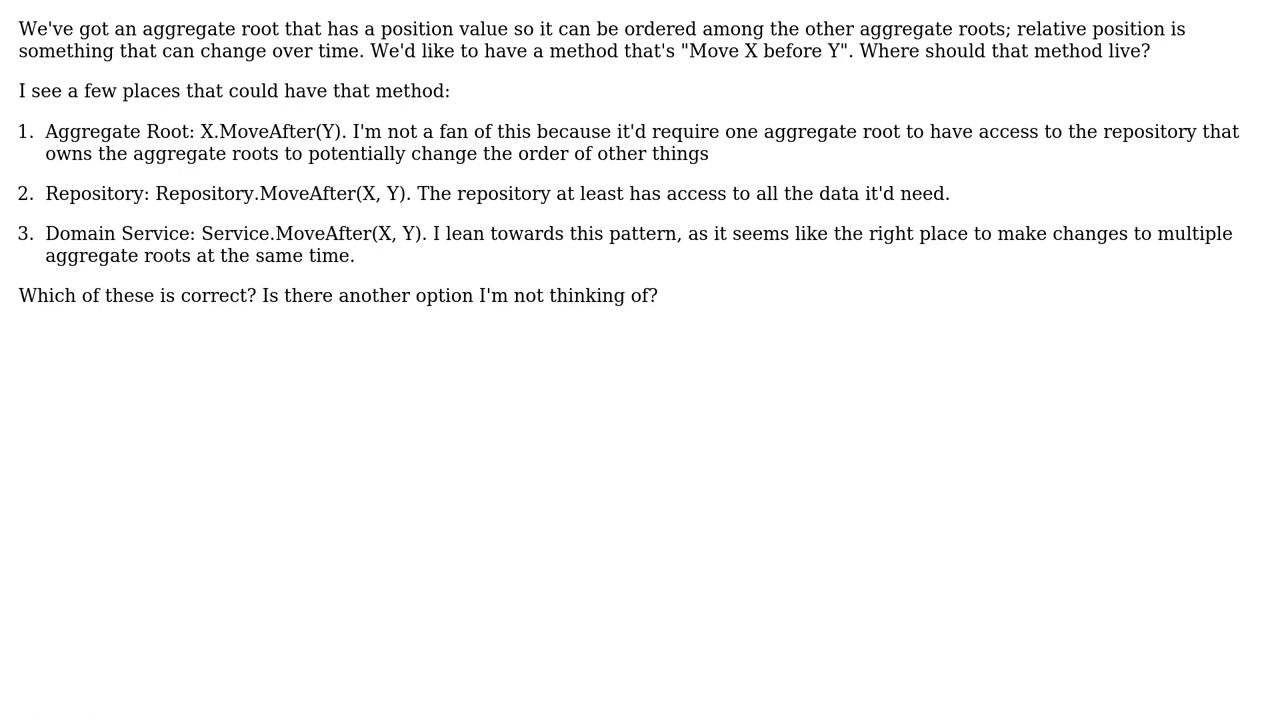 We've got an aggregate root that has a position value so it can be ordered among the other aggregate roots; relative position is
something that can change over time. We'd like to have a method that's "Move X before Y". Where should that method live?
I see a few places that could have that method:
1. Aggregate Root: X.MoveAfter(Y). I'm not a fan of this because it'd require one aggregate root to have access to the repository that
owns the aggregate roots to potentially change the order of other things
2. Repository: Repository.MoveAfter(X, Y). The repository at least has access to all the data it'd need.
3. Domain Service: Service.MoveAfter(X, Y). I lean towards this pattern, as it seems like the right place to make changes to multiple
aggregate roots at the same time.
Which of these is correct? Is there another option I'm not thinking of?